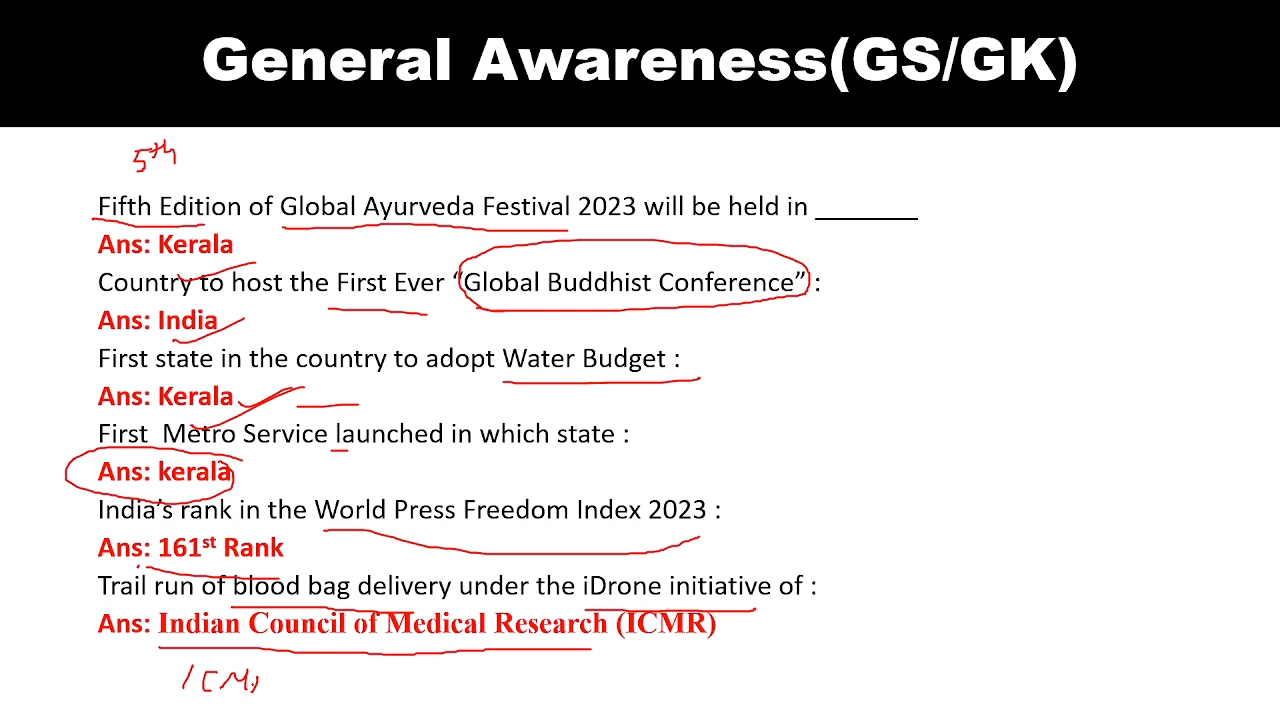 General Awareness(GS/GK)
5th
Fifth Edition of Global Ayurveda Festival 2023 will be held in _______
Ans: Kerala
Country to host the First Ever “Global Buddhist Conference” :
Ans: India
First state in the country to adopt Water Budget :
Ans: Kerala
First Metro Service launched in which state :
Ans: kerala
India’s rank in the World Press Freedom Index 2023 :
Ans: 161st Rank
Trail run of blood bag delivery under the iDrone initiative of :
Ans: Indian Council of Medical Research (ICMR)